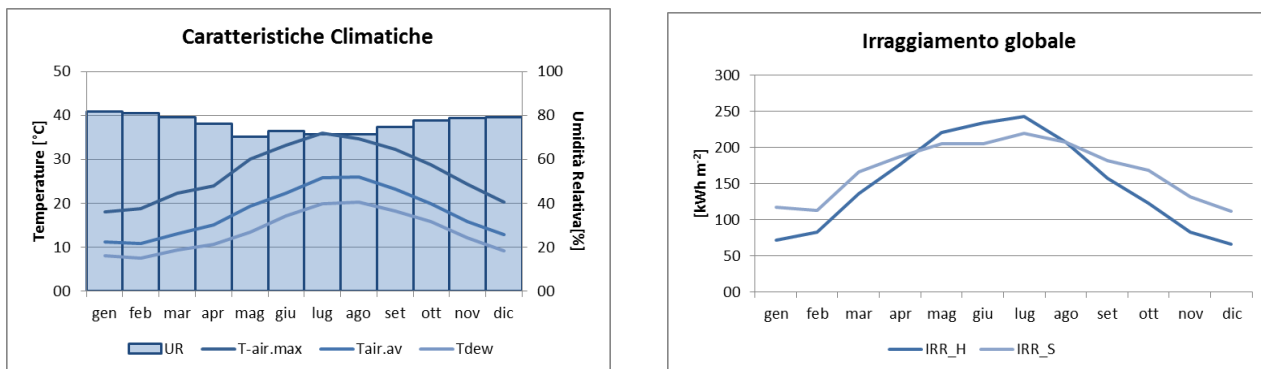 Caratteristiche Climatiche
Temperature [°C]
50
40
30
20
10
00
100
80
60
40
20
00
Umidità Relativa[%]
gen feb mar apr mag giu lug ago set ott nov dic
UR T-air.max Tair.av Tdew
Irraggiamento globale
[kWh m-2]
300
250
200
150
100
50
00
gen feb mar apr mag giu lug ago set ott nov dic
IRR_H IRR_S